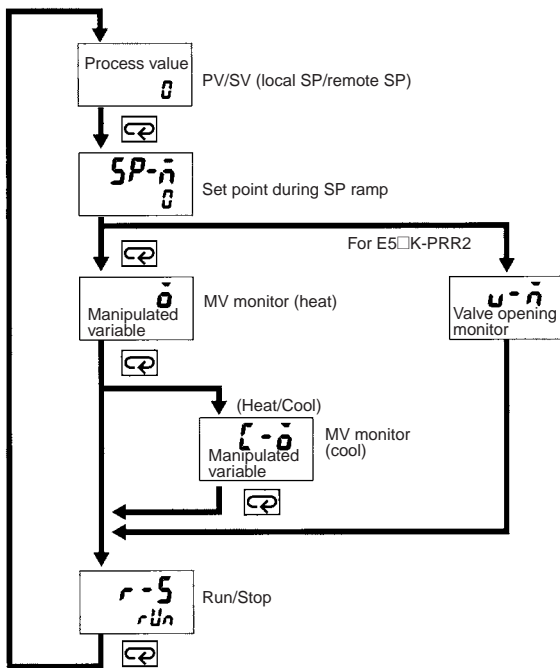 Process value
0
PV/SV (local SP/remote SP)
SP-m
0
Set point during SP ramp
For E5□K-PRR2
o
Manipulated
variable
MV monitor (heat)
u-m
Valve opening
monitor
(Heat/Cool)
C-o
Manipulated
variable
MV monitor
(cool)
r-S
rUn
Run/Stop